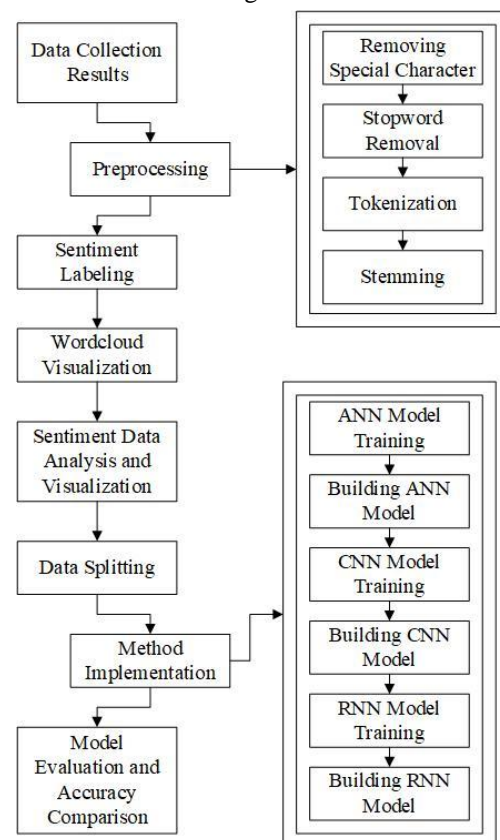 Data Collection
Results
Preprocessing
Sentiment
Labeling
Wordcloud
Visualization
Sentiment Data
Analysis and
Visualization
Data Splitting
Method
Implementation
Model
Evaluation and
Accuracy
Comparison
Removing
Special Character
Stopword
Removal
Tokenization
Stemming
ANN Model
Training
Building ANN
Model
CNN Model
Training
Building CNN
Model
RNN Model
Training
Building RNN
Model